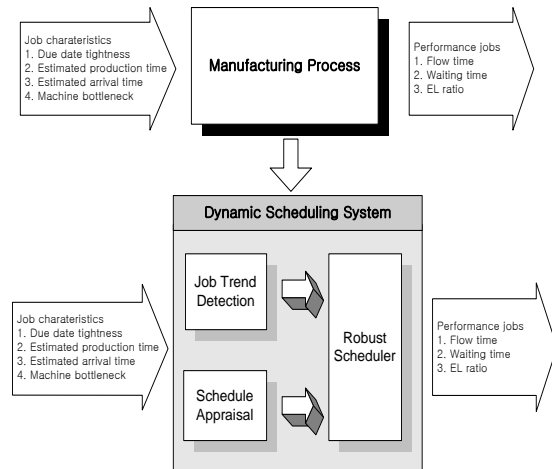 Job charateristics
1. Due date tightness
2. Estimated production time
3. Estimated arrival time
4. Machine bottleneck
Manufacturing Process
Performance jobs
1. Flow time
2. Waiting time
3. EL ratio
Dynamic Scheduling System
Job charateristics
1. Due date tightness
2. Estimated production time
3. Estimated arrival time
4. Machine bottleneck
Job Trend
Detection
Schedule
Appraisal
Robust
Scheduler
Performance jobs
1. Flow time
2. Waiting time
3. EL ratio